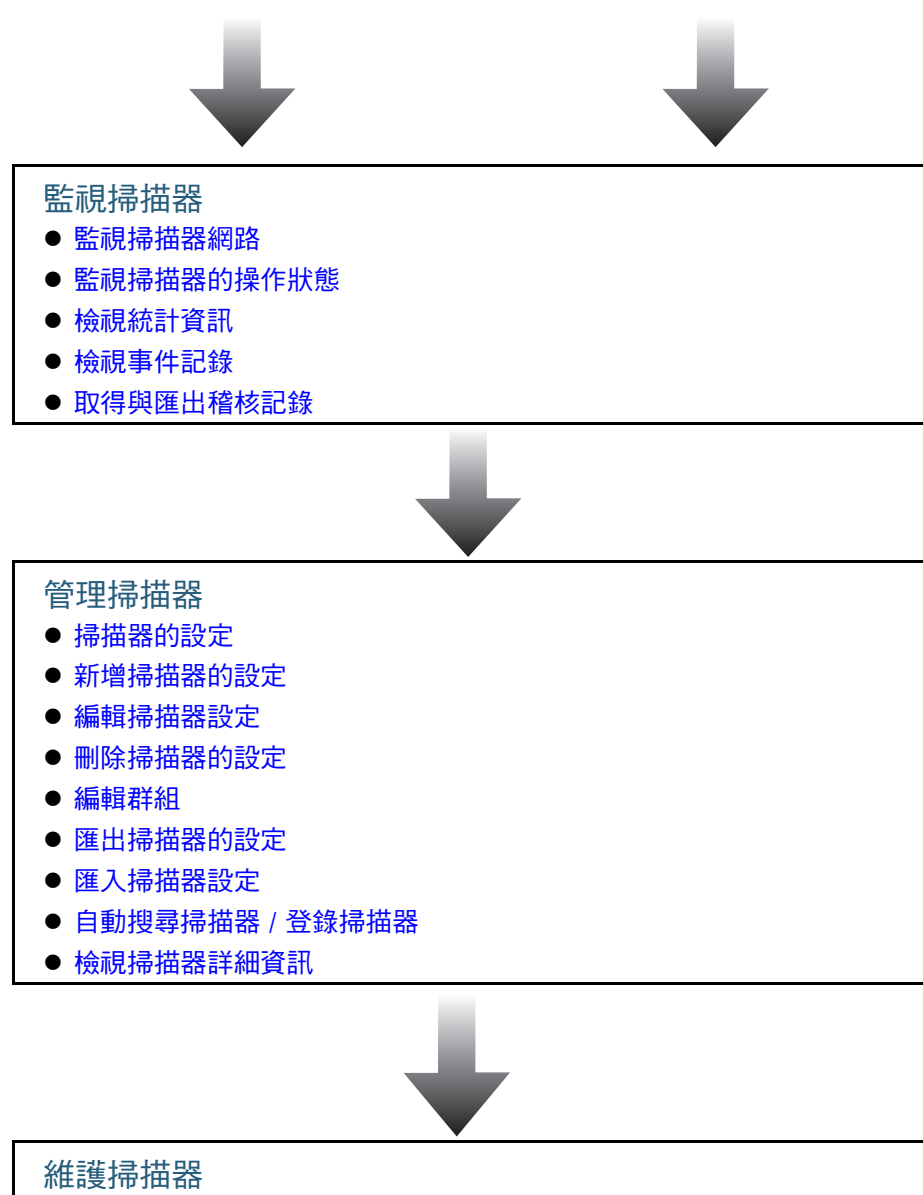 監視掃描器
● 監視掃描器網路
● 監視掃描器的操作狀態
● 檢視統計資訊
● 檢視事件記錄
● 取得與匯出稽核記錄
管理掃描器
● 掃描器的設定
● 新增掃描器的設定
● 編輯掃描器設定
● 刪除掃描器的設定
● 編輯群組
● 匯出掃描器的設定
● 匯入掃描器設定
● 自動搜尋掃描器 / 登錄掃描器
● 檢視掃描器詳細資訊
維護掃描器